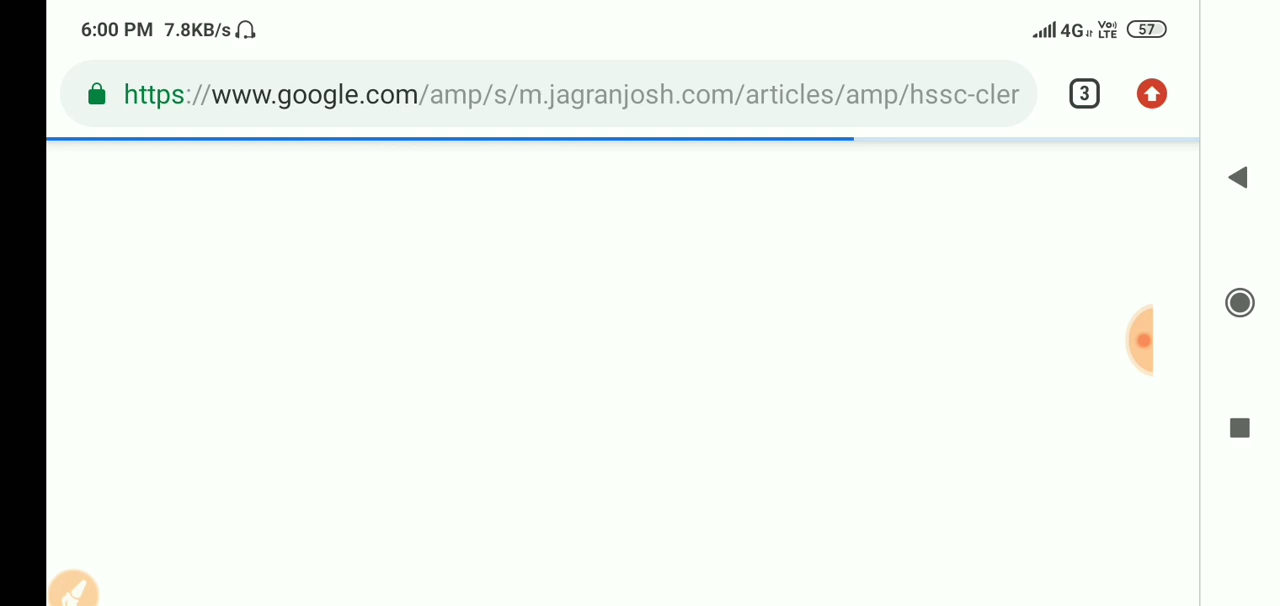 6:00 PM 7.8KB/s 4G VoLTE 57
https://www.google.com/amp/s/m.jagranjosh.com/articles/amp/hssc-cler 3